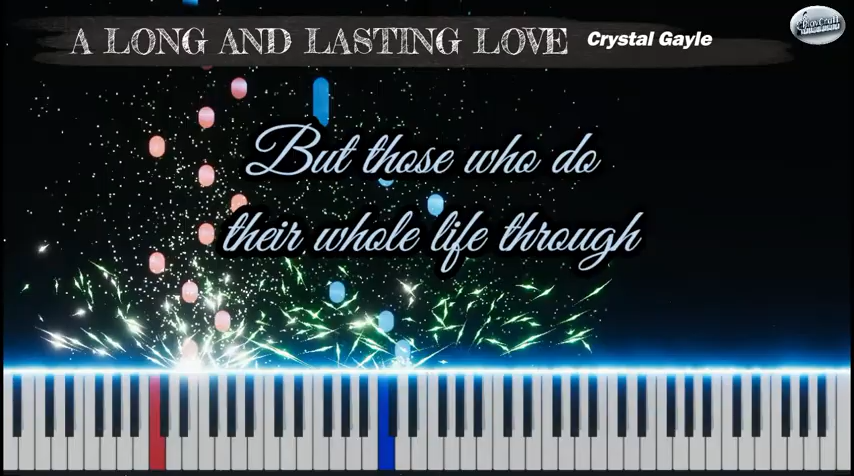 A LONG AND LASTING LOVE Crystal Gayle
But those who do
their whole life through